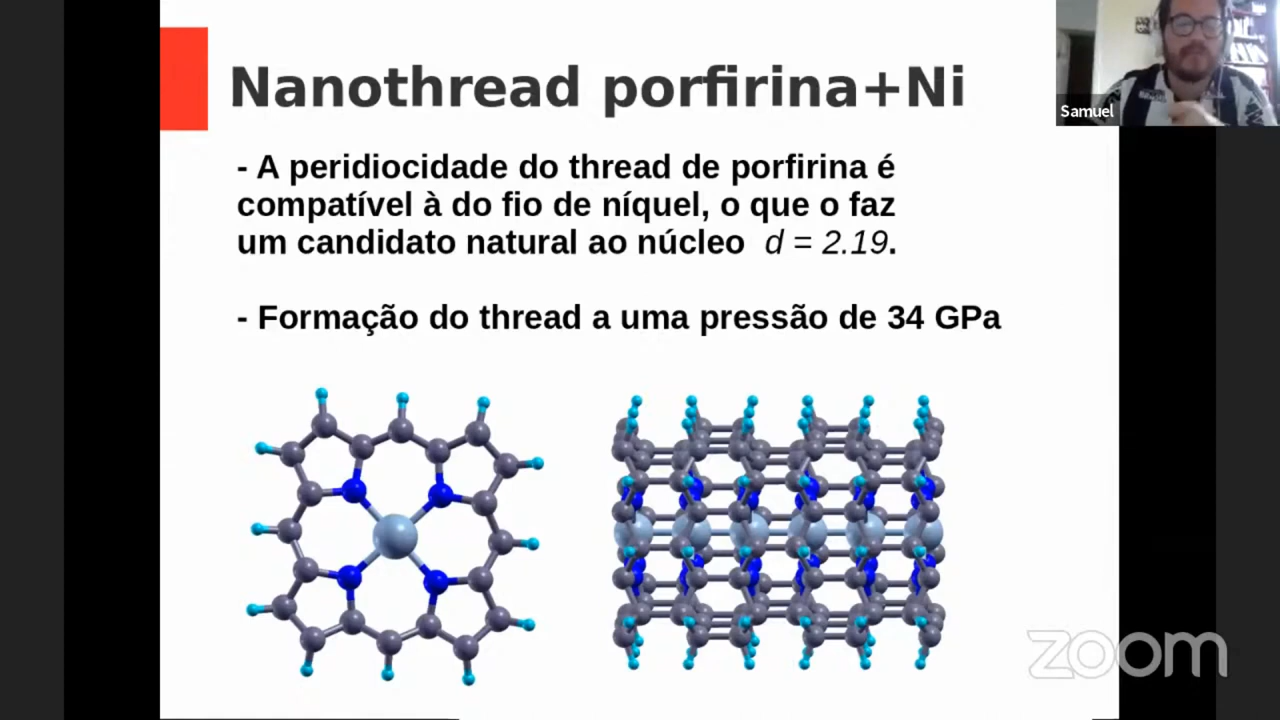 Nanothread porfirina+Ni
Samuel
- A peridiocidade do thread de porfirina é
compatível à do fio de níquel, o que o faz
um candidato natural ao núcleo d = 2.19.
- Formação do thread a uma pressão de 34 GPa
zoom